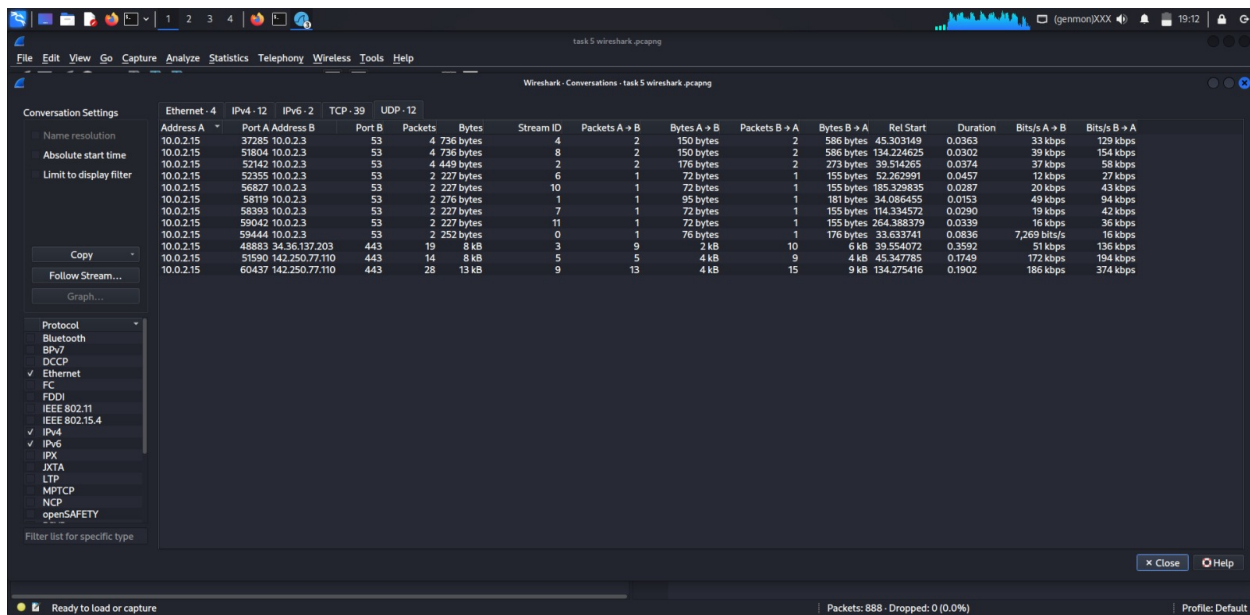 1 2 3 4 (genmon)XXX 19:12
task 5 wireshark .pcapng
File Edit View Go Capture Analyze Statistics Telephony Wireless Tools Help
Wireshark · Conversations · task 5 wireshark .pcapng
Conversation Settings
Name resolution
Absolute start time
Limit to display filter
Copy
Follow Stream...
Graph...
Protocol
Bluetooth
BPv7
DCCP
Ethernet
FC
FDDI
IEEE 802.11
IEEE 802.15.4
IPv4
IPv6
IPX
JXTA
LTP
MPTCP
NCP
openSAFETY
Filter list for specific type
Ethernet · 4 IPv4 · 12 IPv6 · 2 TCP · 39 UDP · 12
Address A Port A Address B Port B Packets Bytes Stream ID Packets A → B Bytes A → B Packets B → A Bytes B → A Rel Start Duration Bits/s A → B Bits/s B → A
10.0.2.15 37285 10.0.2.3 53 4 736 bytes 4 2 150 bytes 2 586 bytes 45.303149 0.0363 33 kbps 129 kbps
10.0.2.15 51804 10.0.2.3 53 4 736 bytes 8 2 150 bytes 2 586 bytes 134.224625 0.0302 39 kbps 154 kbps
10.0.2.15 52142 10.0.2.3 53 4 449 bytes 2 2 176 bytes 2 273 bytes 39.514265 0.0374 37 kbps 58 kbps
10.0.2.15 52355 10.0.2.3 53 2 227 bytes 6 1 72 bytes 1 155 bytes 52.262991 0.0457 12 kbps 27 kbps
10.0.2.15 56827 10.0.2.3 53 2 227 bytes 10 1 72 bytes 1 155 bytes 185.329835 0.0287 20 kbps 43 kbps
10.0.2.15 58119 10.0.2.3 53 2 276 bytes 1 1 95 bytes 1 181 bytes 34.086455 0.0153 49 kbps 94 kbps
10.0.2.15 58393 10.0.2.3 53 2 227 bytes 7 1 72 bytes 1 155 bytes 114.334572 0.0290 19 kbps 42 kbps
10.0.2.15 59042 10.0.2.3 53 2 227 bytes 11 1 72 bytes 1 155 bytes 264.388379 0.0339 16 kbps 36 kbps
10.0.2.15 59444 10.0.2.3 53 2 252 bytes 0 1 76 bytes 1 176 bytes 33.633741 0.0836 7,269 bits/s 16 kbps
10.0.2.15 48883 34.36.137.203 443 19 8 kB 3 9 2 kB 10 6 kB 39.554072 0.3592 51 kbps 136 kbps
10.0.2.15 51590 142.250.77.110 443 14 8 kB 5 5 4 kB 9 4 kB 45.347785 0.1749 172 kbps 194 kbps
10.0.2.15 60437 142.250.77.110 443 28 13 kB 9 13 4 kB 15 9 kB 134.275416 0.1902 186 kbps 374 kbps
Close Help
Ready to load or capture Packets: 888 · Dropped: 0 (0.0%) Profile: Default